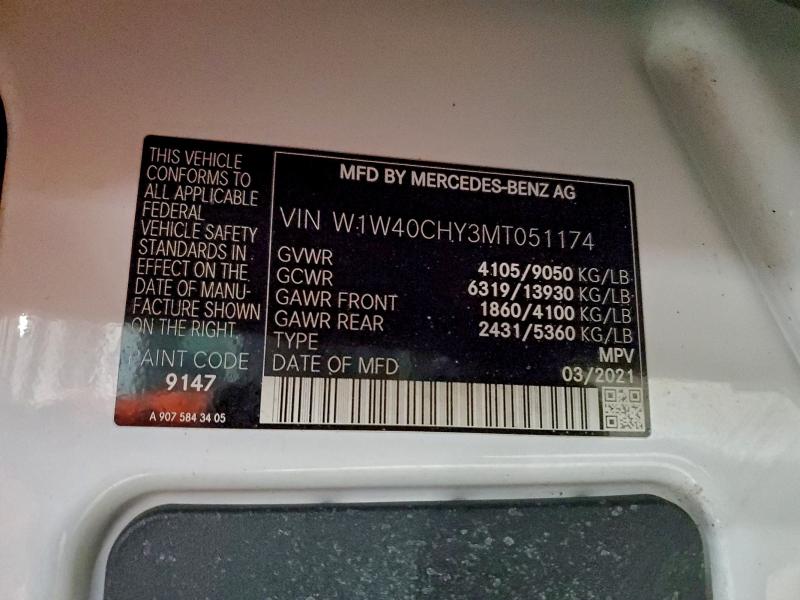 THIS VEHICLE
CONFORMS TO
ALL APPLICABLE
FEDERAL
VEHICLE SAFETY
STANDARDS IN
EFFECT ON THE
DATE OF MANU-
FACTURE SHOWN
ON THE RIGHT.
PAINT CODE
9147
A 907 584 34 05
MFD BY MERCEDES-BENZ AG
VIN W1W40CHY3MT051174
GVWR 4105/9050 KG/LB
GCWR 6319/13930 KG/LB
GAWR FRONT 1860/4100 KG/LB
GAWR REAR 2431/5360 KG/LB
TYPE MPV
DATE OF MFD 03/2021